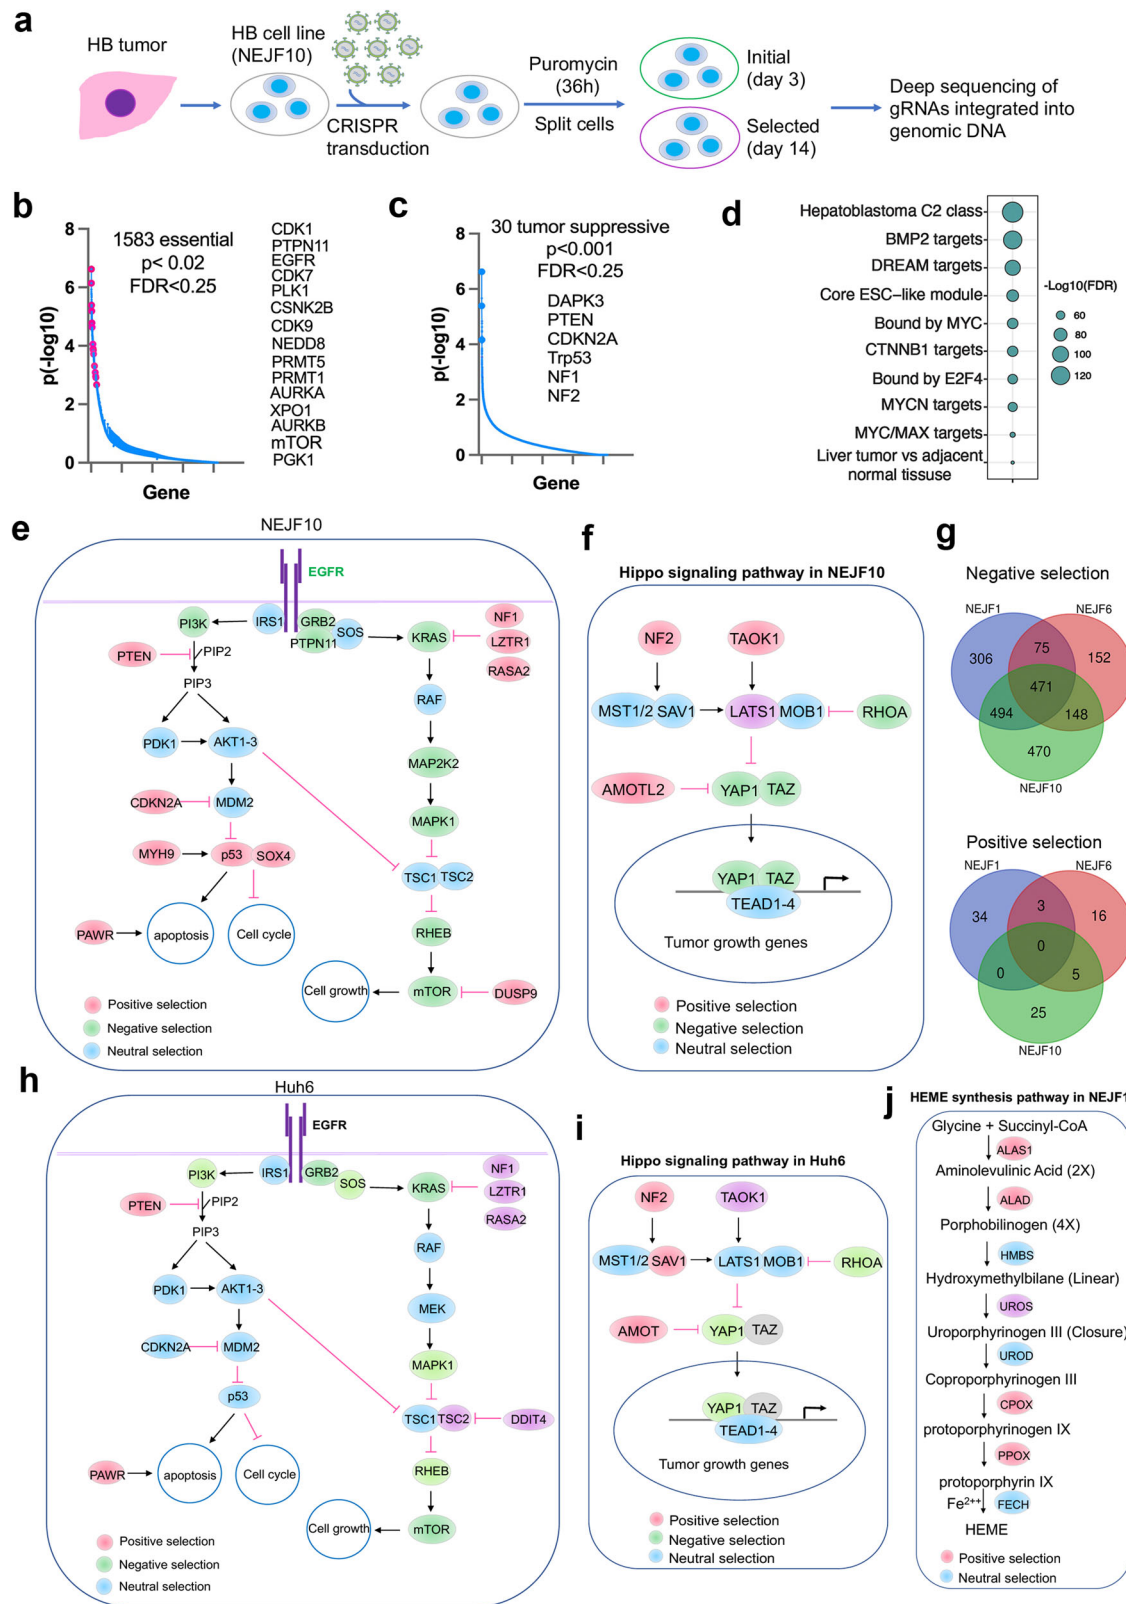 a
HB tumor
HB cell line
(NEJF10)
CRISPR
transduction
Puromycin
(36h)
Split cells
Initial
(day 3)
Selected
(day 14)
Deep sequencing of
gRNAs integrated into
genomic DNA
b
p(-log10)
8
6
4
2
0
1583 essential
p< 0.02
FDR<0.25
Gene
CDK1
PTPN11
EGFR
CDK7
PLK1
CSNK2B
CDK9
NEDD8
PRMT5
PRMT1
AURKA
XPO1
AURKB
mTOR
PGK1
c
p(-log10)
8
6
4
2
0
30 tumor suppressive
p<0.001
FDR<0.25
DAPK3
PTEN
CDKN2A
Trp53
NF1
NF2
Gene
d
Hepatoblastoma C2 class
BMP2 targets
DREAM targets
Core ESC−like module
Bound by MYC
CTNNB1 targets
Bound by E2F4
MYCN targets
MYC/MAX targets
Liver tumor vs adjacent
normal tissuse
-Log10(FDR)
60
80
100
120
e
NEJF10
EGFR
PI3K
IRS1
GRB2
PTPN11
SOS
KRAS
NF1
LZTR1
RASA2
PTEN
PIP2
PIP3
RAF
PDK1
AKT1-3
MAP2K2
CDKN2A
MDM2
MAPK1
MYH9
p53
SOX4
TSC1
TSC2
PAWR
apoptosis
Cell cycle
RHEB
Cell growth
mTOR
DUSP9
Positive selection
Negative selection
Neutral selection
f
Hippo signaling pathway in NEJF10
NF2
TAOK1
MST1/2
SAV1
LATS1
MOB1
RHOA
AMOTL2
YAP1
TAZ
YAP1
TAZ
TEAD1-4
Tumor growth genes
Positive selection
Negative selection
Neutral selection
g
Negative selection
NEJF1
NEJF6
306
75
152
471
494
148
470
NEJF10
Positive selection
NEJF1
NEJF6
34
3
16
0
0
5
25
NEJF10
h
Huh6
EGFR
PI3K
IRS1
GRB2
SOS
KRAS
NF1
LZTR1
RASA2
PTEN
PIP2
PIP3
RAF
PDK1
AKT1-3
MEK
CDKN2A
MDM2
MAPK1
p53
TSC1
TSC2
DDIT4
PAWR
apoptosis
Cell cycle
RHEB
Cell growth
mTOR
Positive selection
Negative selection
Neutral selection
i
Hippo signaling pathway in Huh6
NF2
TAOK1
MST1/2
SAV1
LATS1
MOB1
RHOA
AMOT
YAP1
TAZ
YAP1
TAZ
TEAD1-4
Tumor growth genes
Positive selection
Negative selection
Neutral selection
j
HEME synthesis pathway in NEJF1
Glycine + Succinyl-CoA
ALAS1
Aminolevulinic Acid (2X)
ALAD
Porphobilinogen (4X)
HMBS
Hydroxymethylbilane (Linear)
UROS
Uroporphyrinogen III (Closure)
UROD
Coproporphyrinogen III
CPOX
protoporphyrinogen IX
PPOX
protoporphyrin IX
Fe2++
FECH
HEME
Positive selection
Neutral selection